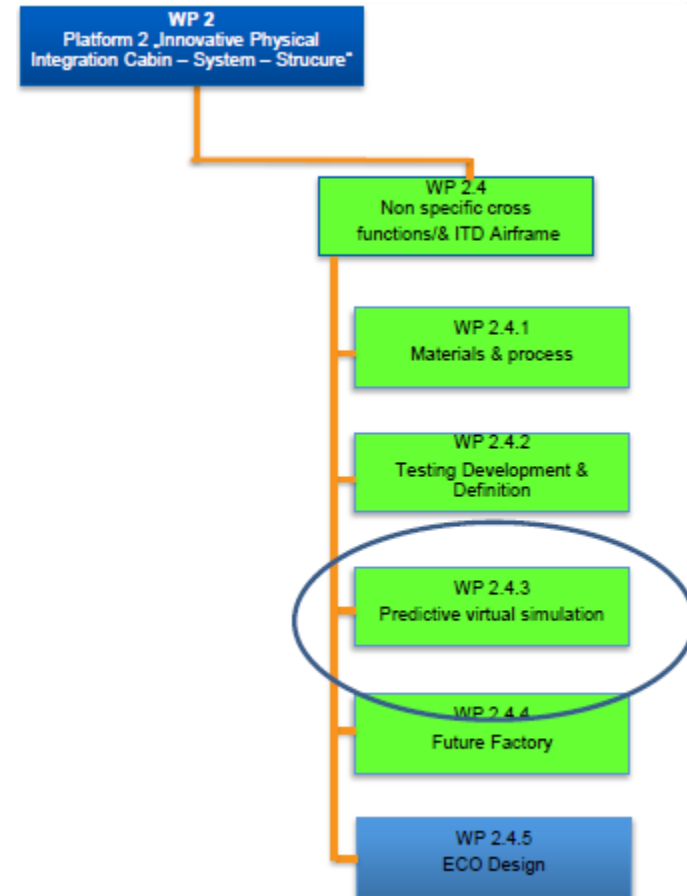 WP 2
Platform 2 „Innovative Physical
Integration Cabin – System – Strucure“
WP 2.4
Non specific cross
functions/& ITD Airframe
WP 2.4.1
Materials & process
WP 2.4.2
Testing Development &
Definition
WP 2.4.3
Predictive virtual simulation
WP 2.4.4
Future Factory
WP 2.4.5
ECO Design